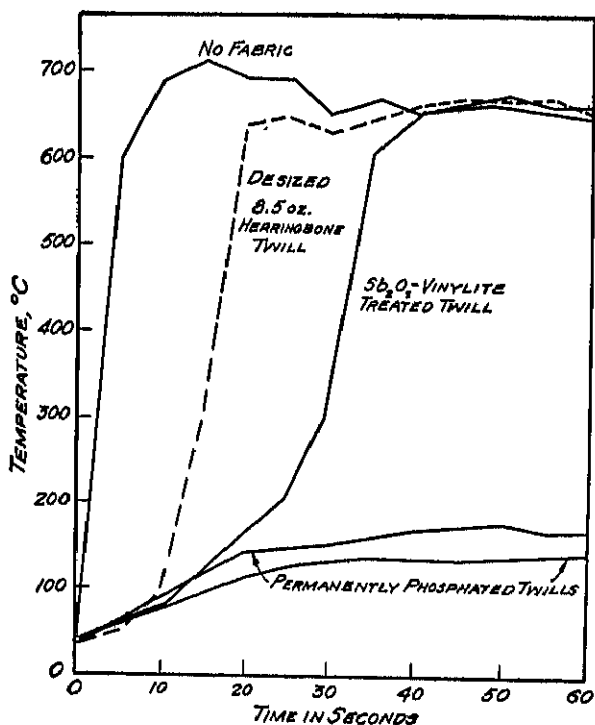 NO FABRIC
700
600
500
400
300
200
100
0
TEMPERATURE, °C
DESIZED
8.5 OZ.
HERRINGBONE
TWILL
Sb₂O₃-VINYLITE
TREATED TWILL
PERMANENTLY PHOSPHATED TWILLS
0 10 20 30 40 50 60
TIME IN SECONDS